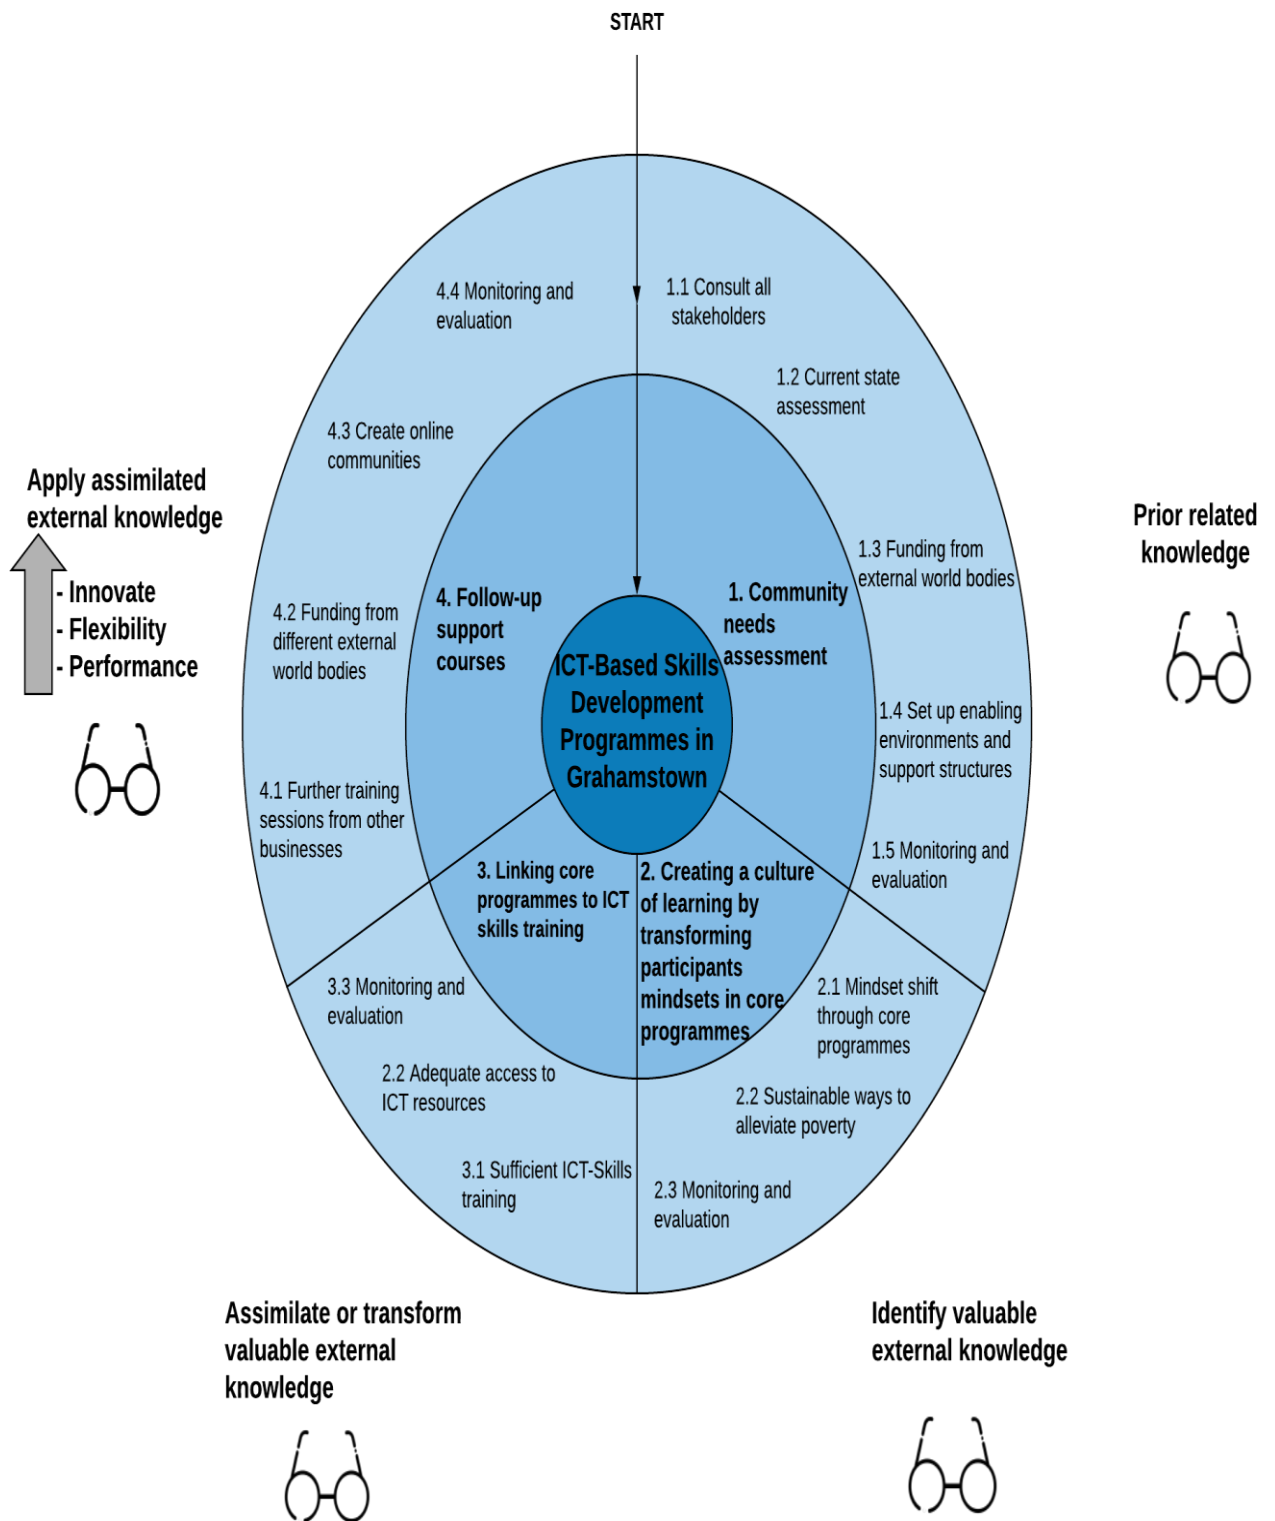 START
4.4 Monitoring and
evaluation
1.1 Consult all
stakeholders
1.2 Current state
assessment
4.3 Create online
communities
Apply assimilated
external knowledge
- Innovate
- Flexibility
- Performance
Prior related
knowledge
1.3 Funding from
external world bodies
4. Follow-up
support
courses
1. Community
needs
assessment
4.2 Funding from
different external
world bodies
ICT-Based Skills
Development
Programmes in
Grahamstown
1.4 Set up enabling
environments and
support structures
4.1 Further training
sessions from other
businesses
1.5 Monitoring and
evaluation
3. Linking core
programmes to ICT
skills training
2. Creating a culture
of learning by
transforming
participants
mindsets in core
programmes
3.3 Monitoring and
evaluation
2.1 Mindset shift
through core
programmes
2.2 Adequate access to
ICT resources
2.2 Sustainable ways to
alleviate poverty
3.1 Sufficient ICT-Skills
training
2.3 Monitoring and
evaluation
Assimilate or transform
valuable external
knowledge
Identify valuable
external knowledge